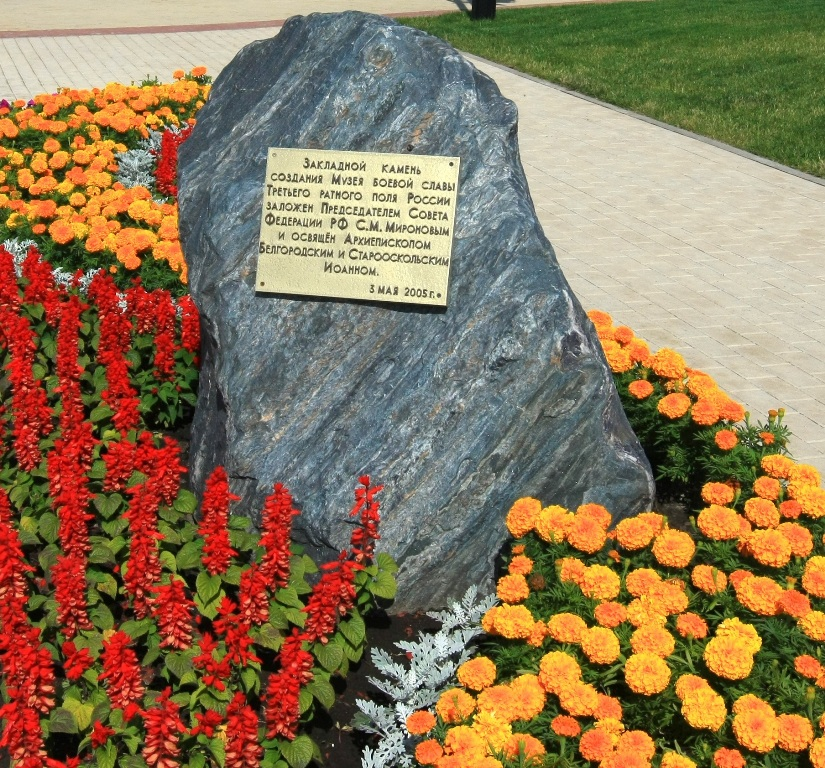 Закладной камень
создания Музея боевой славы
Третьего ратного поля России
заложен Председателем Совета
Федерации РФ С.М. Мироновым
и освящён Архиепископом
Белгородским и Старооскольским
Иоанном.
3 мая 2005 г.